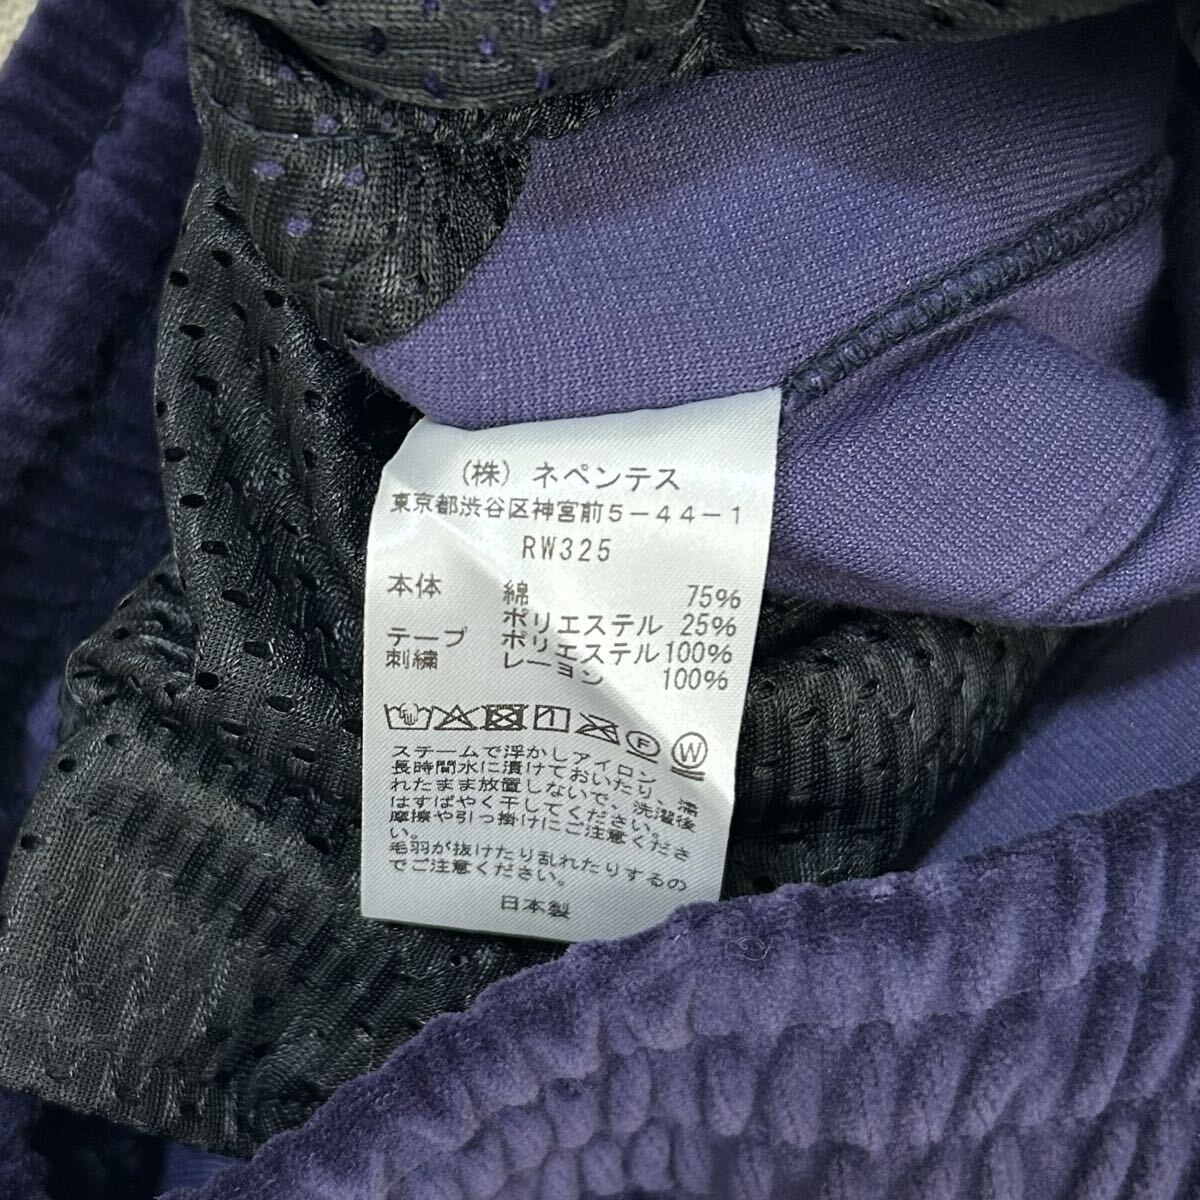 (株) ネペンテス
東京都渋谷区神宮前5-44-1
RW325
本体 綿 75%
ポリエステル 25%
テープ ポリエステル 100%
刺繍 レーヨン 100%
F W
スチームで浮かしアイロン
長時間水に漬けておいたり、濡
れたまま放置しないで、洗濯後
はすばやく干してください。
摩擦や引っ掛けにご注意くださ
い。
毛羽が抜けたり乱れたりするの
でご注意ください。
日本製